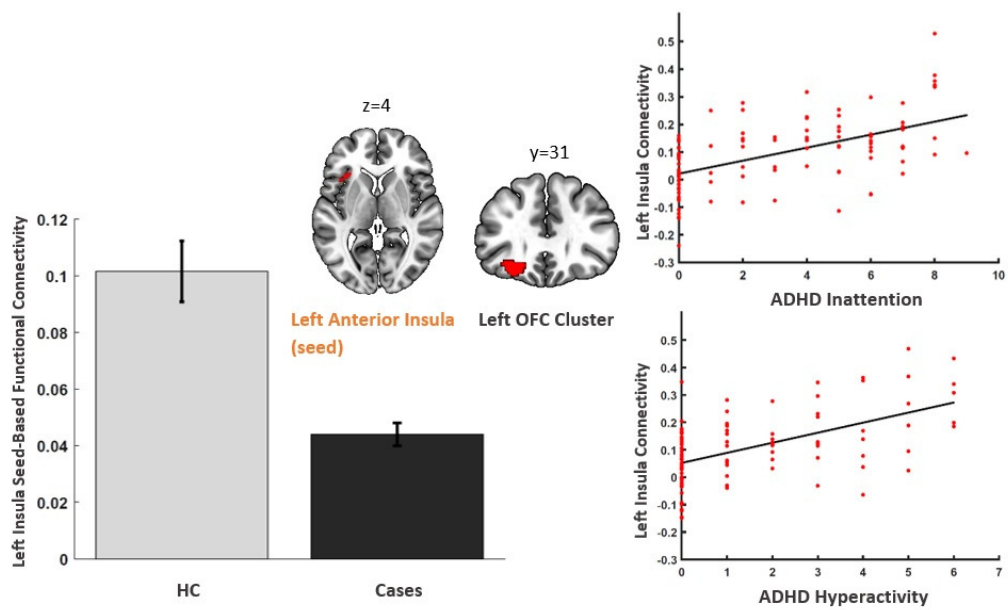 Left Insula Seed-Based Functional Connectivity
0.12
0.1
0.08
0.06
0.04
0.02
0
HC
Cases
z=4
Left Anterior Insula
(seed)
y=31
Left OFC Cluster
Left Insula Connectivity
0.5
0.4
0.3
0.2
0.1
0
-0.1
-0.2
-0.3
0 2 4 6 8 10
ADHD Inattention
Left Insula Connectivity
0.5
0.4
0.3
0.2
0.1
0
-0.1
-0.2
-0.3
0 1 2 3 4 5 6 7
ADHD Hyperactivity